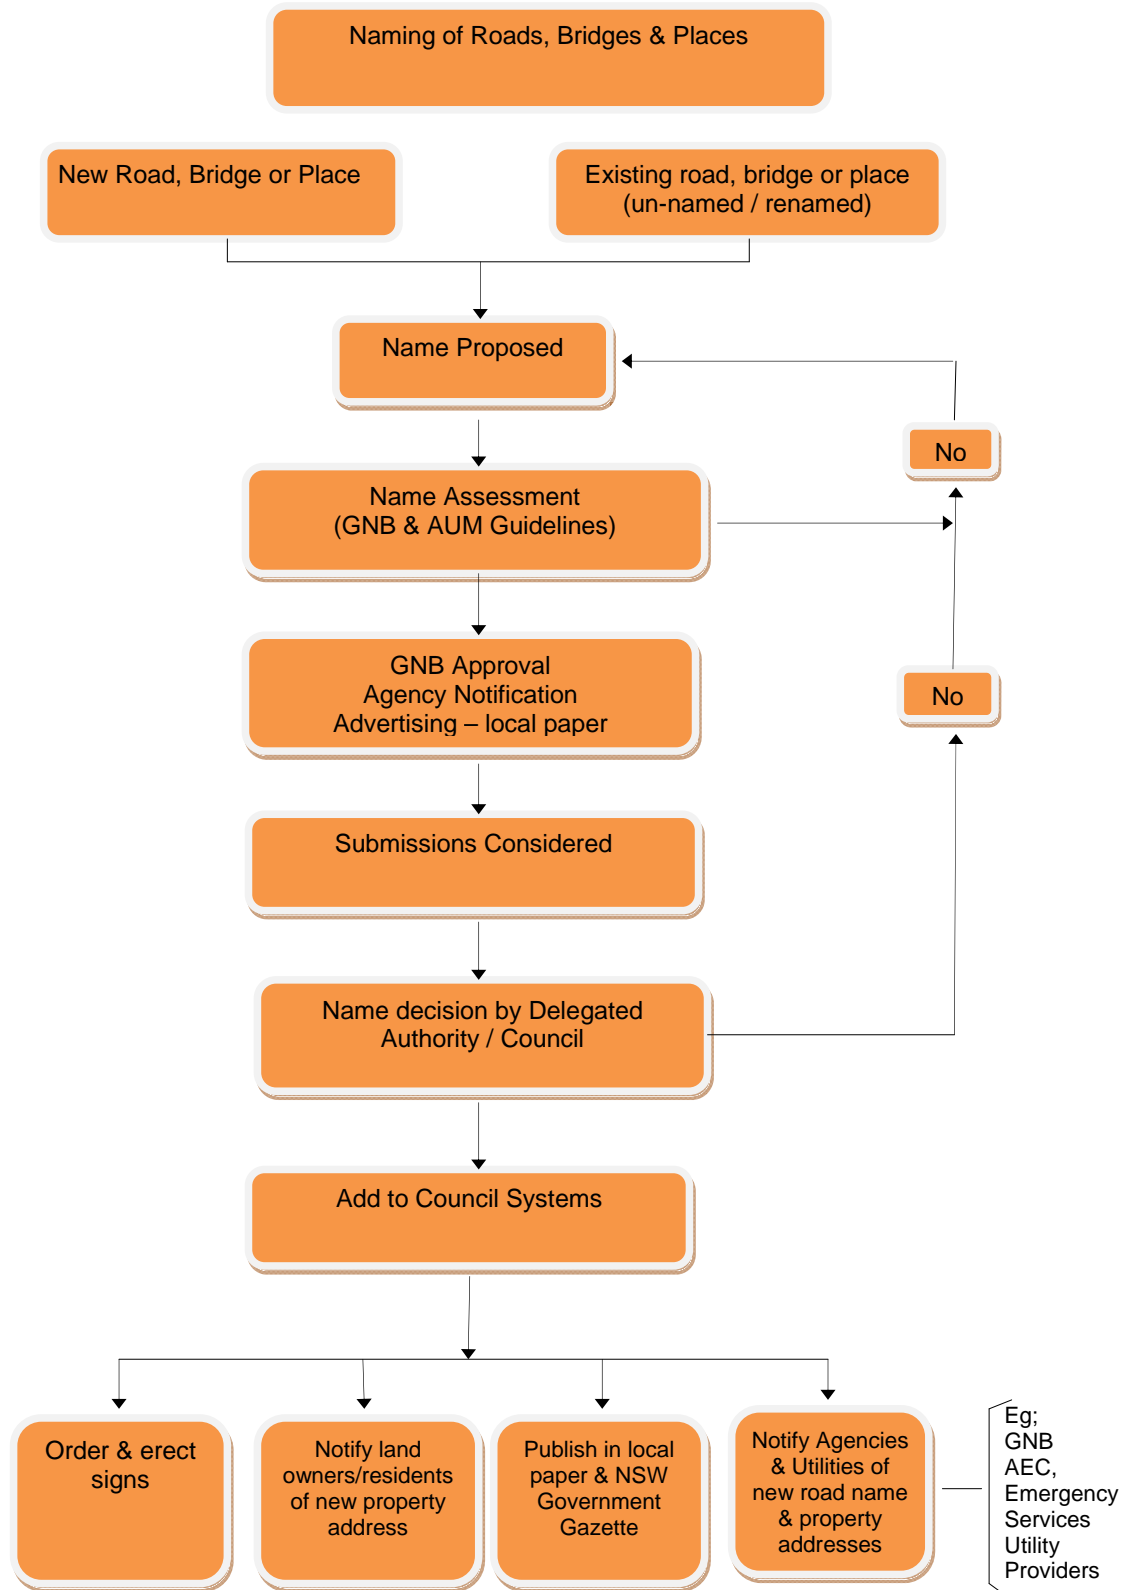 Naming of Roads, Bridges & Places
New Road, Bridge or Place
Existing road, bridge or place
(un-named / renamed)
Name Proposed
No
Name Assessment
(GNB & AUM Guidelines)
GNB Approval
Agency Notification
Advertising – local paper
No
Submissions Considered
Name decision by Delegated
Authority / Council
Add to Council Systems
Order & erect
signs
Notify land
owners/residents
of new property
address
Publish in local
paper & NSW
Government
Gazette
Notify Agencies
& Utilities of
new road name
& property
addresses
Eg;
GNB
AEC,
Emergency
Services
Utility
Providers